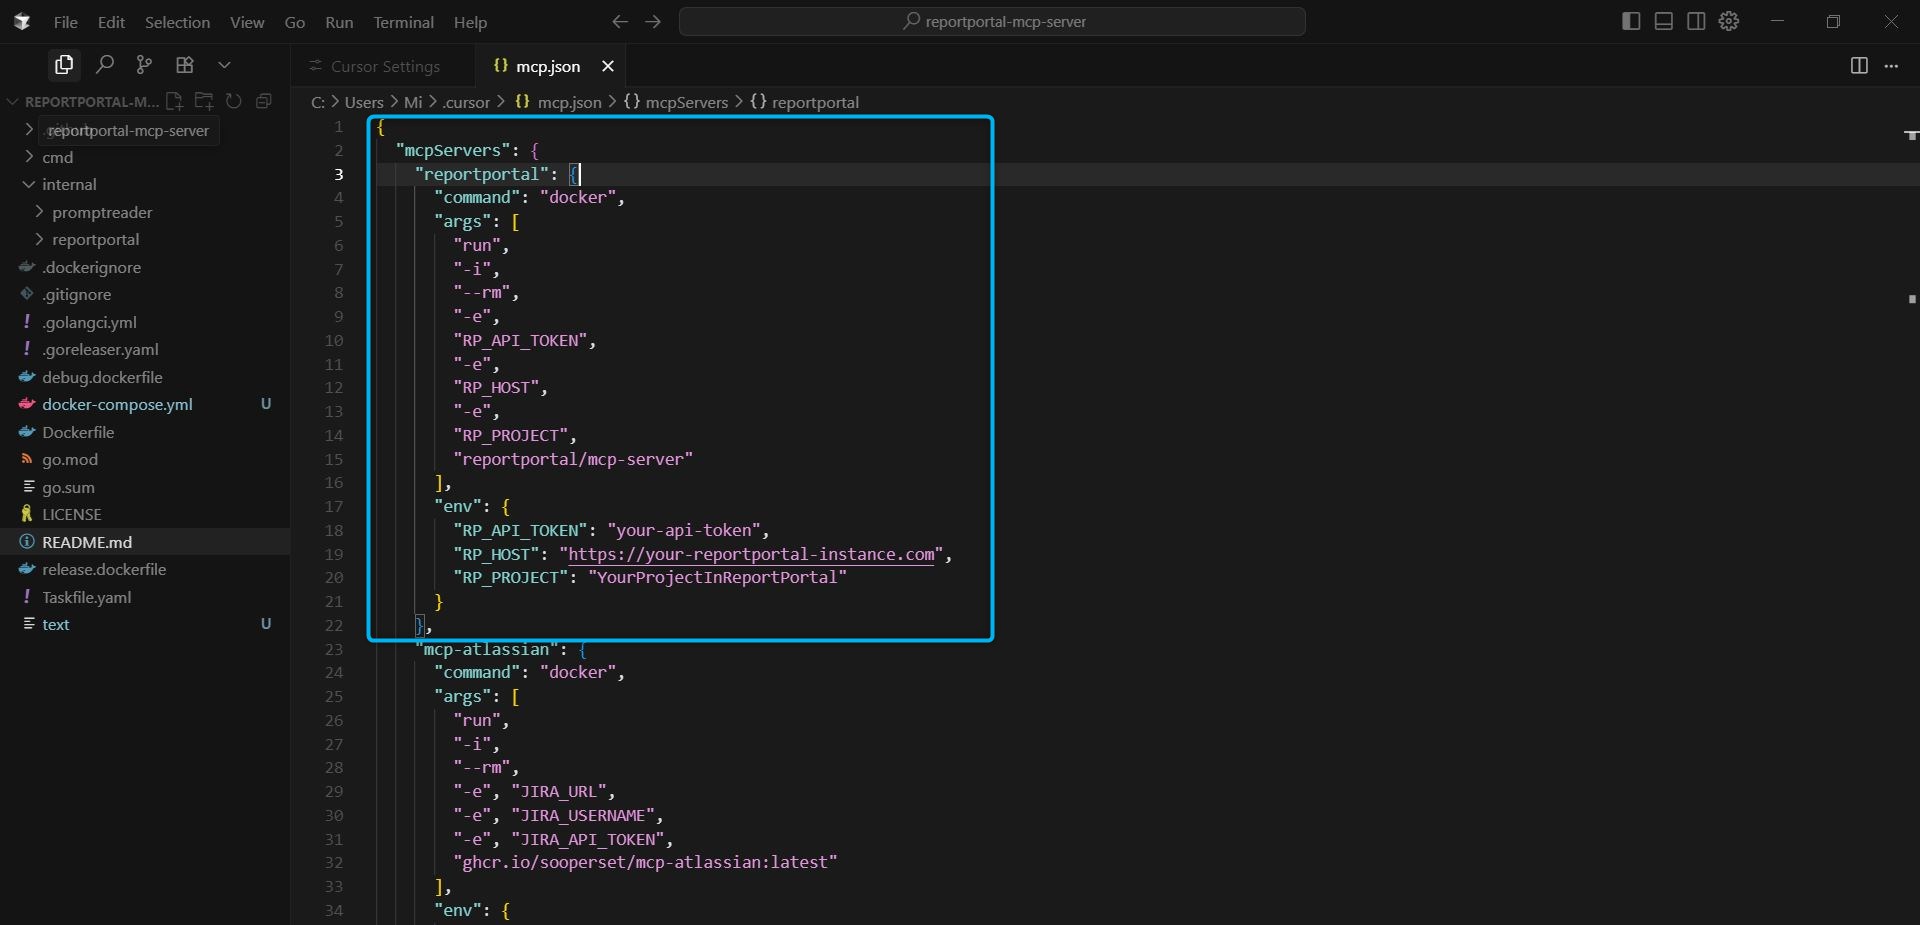 File Edit Selection View Go Run Terminal Help
reportportal-mcp-server
Cursor Settings
mcp.json
REPORTPORTAL-M...
C: > Users > Mi > .cursor > {} mcp.json > {} mcpServers > {} reportportal
reportportal-mcp-server
cmd
internal
promptreader
reportportal
.dockerignore
.gitignore
.golangci.yml
.goreleaser.yaml
debug.dockerfile
docker-compose.yml U
Dockerfile
go.mod
go.sum
LICENSE
README.md
release.dockerfile
Taskfile.yaml
text U
1 {
2 "mcpServers": {
3 "reportportal": {
4 "command": "docker",
5 "args": [
6 "run",
7 "-i",
8 "--rm",
9 "-e",
10 "RP_API_TOKEN",
11 "-e",
12 "RP_HOST",
13 "-e",
14 "RP_PROJECT",
15 "reportportal/mcp-server"
16 ],
17 "env": {
18 "RP_API_TOKEN": "your-api-token",
19 "RP_HOST": "https://your-reportportal-instance.com",
20 "RP_PROJECT": "YourProjectInReportPortal"
21 }
22 },
23 "mcp-atlassian": {
24 "command": "docker",
25 "args": [
26 "run",
27 "-i",
28 "--rm",
29 "-e", "JIRA_URL",
30 "-e", "JIRA_USERNAME",
31 "-e", "JIRA_API_TOKEN",
32 "ghcr.io/sooperset/mcp-atlassian:latest"
33 ],
34 "env": {